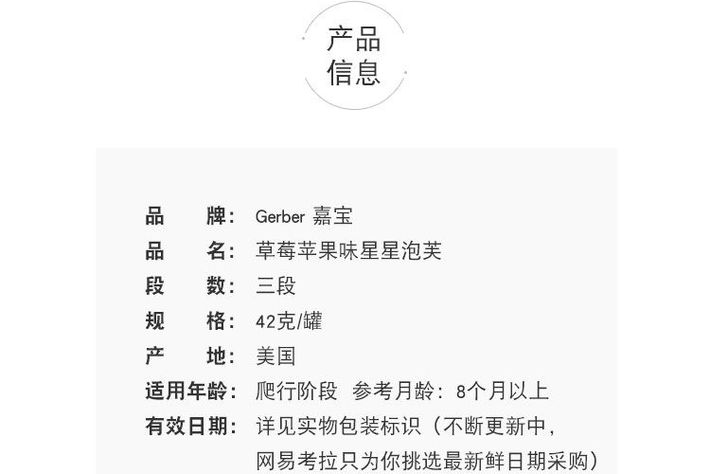 产品
信息
品 牌： Gerber 嘉宝
品 名： 草莓苹果味星星泡芙
段 数： 三段
规 格： 42克/罐
产 地： 美国
适用年龄： 爬行阶段 参考月龄：8个月以上
有效日期： 详见实物包装标识（不断更新中，
网易考拉只为你挑选最新鲜日期采购）